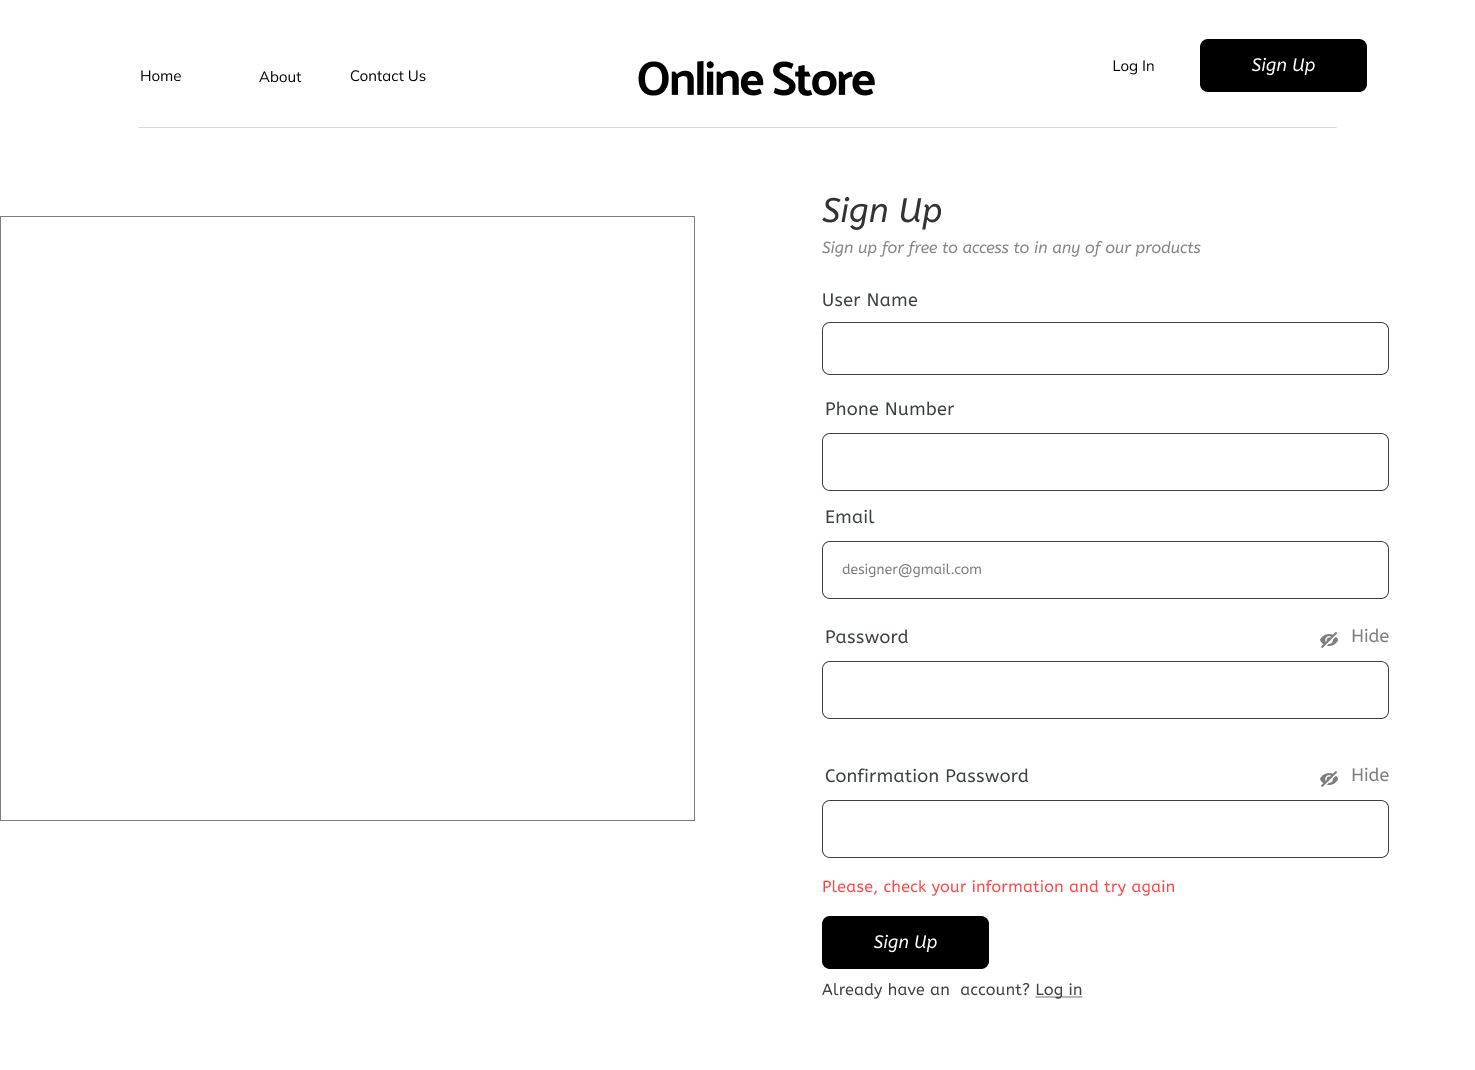 Home
About
Contact Us
Online Store
Log In
Sign Up
Sign Up
Sign up for free to access to in any of our products
User Name
Phone Number
Email
designer@gmail.com
Password
Hide
Confirmation Password
Hide
Please, check your information and try again
Sign Up
Already have an  account? Log in